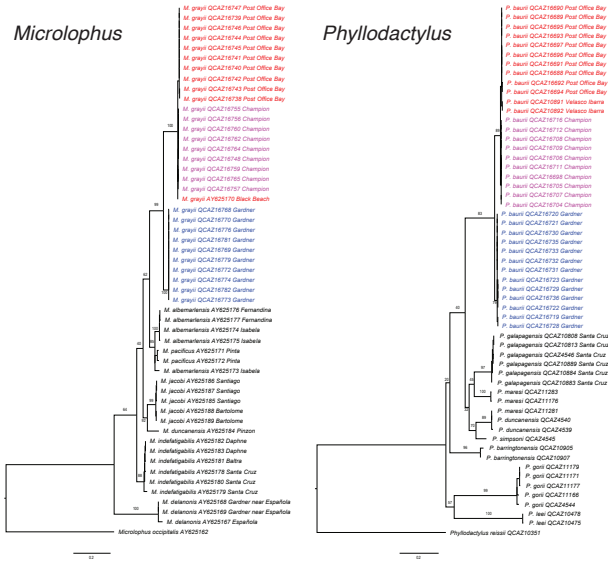 Microlophus
M. grayii QCAZ16747 Post Office Bay
M. grayii QCAZ16739 Post Office Bay
M. grayii QCAZ16746 Post Office Bay
M. grayii QCAZ16744 Post Office Bay
M. grayii QCAZ16745 Post Office Bay
M. grayii QCAZ16741 Post Office Bay
M. grayii QCAZ16740 Post Office Bay
M. grayii QCAZ16742 Post Office Bay
M. grayii QCAZ16743 Post Office Bay
M. grayii QCAZ16738 Post Office Bay
M. grayii QCAZ16755 Champion
M. grayii QCAZ16756 Champion
M. grayii QCAZ16760 Champion
M. grayii QCAZ16762 Champion
M. grayii QCAZ16764 Champion
M. grayii QCAZ16748 Champion
M. grayii QCAZ16759 Champion
M. grayii QCAZ16765 Champion
M. grayii QCAZ16757 Champion
M. grayii AY625170 Black Beach
M. grayii QCAZ16768 Gardner
M. grayii QCAZ16770 Gardner
M. grayii QCAZ16776 Gardner
M. grayii QCAZ16781 Gardner
M. grayii QCAZ16769 Gardner
M. grayii QCAZ16779 Gardner
M. grayii QCAZ16772 Gardner
M. grayii QCAZ16774 Gardner
M. grayii QCAZ16782 Gardner
M. grayii QCAZ16773 Gardner
M. albemarlensis AY625176 Fernandina
M. albemarlensis AY625177 Fernandina
M. albemarlensis AY625174 Isabela
M. albemarlensis AY625175 Isabela
M. pacificus AY625171 Pinta
M. pacificus AY625172 Pinta
M. albemarlensis AY625173 Isabela
M. jacobi AY625186 Santiago
M. jacobi AY625187 Santiago
M. jacobi AY625185 Santiago
M. jacobi AY625188 Bartolome
M. jacobi AY625189 Bartolome
M. duncanensis AY625184 Pinzon
M. indefatigabilis AY625182 Daphne
M. indefatigabilis AY625183 Daphne
M. indefatigabilis AY625181 Baltra
M. indefatigabilis AY625178 Santa Cruz
M. indefatigabilis AY625180 Santa Cruz
M. indefatigabilis AY625179 Santa Cruz
M. delanonis AY625168 Gardner near Española
M. delanonis AY625169 Gardner near Española
M. delanonis AY625167 Española
Microlophus occipitalis AY625162
0.2
Phyllodactylus
P. baurii QCAZ16690 Post Office Bay
P. baurii QCAZ16689 Post Office Bay
P. baurii QCAZ16695 Post Office Bay
P. baurii QCAZ16693 Post Office Bay
P. baurii QCAZ16697 Post Office Bay
P. baurii QCAZ16696 Post Office Bay
P. baurii QCAZ16691 Post Office Bay
P. baurii QCAZ16688 Post Office Bay
P. baurii QCAZ16692 Post Office Bay
P. baurii QCAZ16694 Post Office Bay
P. baurii QCAZ10891 Velasco Ibarra
P. baurii QCAZ10892 Velasco Ibarra
P. baurii QCAZ16716 Champion
P. baurii QCAZ16712 Champion
P. baurii QCAZ16708 Champion
P. baurii QCAZ16709 Champion
P. baurii QCAZ16706 Champion
P. baurii QCAZ16711 Champion
P. baurii QCAZ16698 Champion
P. baurii QCAZ16705 Champion
P. baurii QCAZ16707 Champion
P. baurii QCAZ16704 Champion
P. baurii QCAZ16720 Gardner
P. baurii QCAZ16721 Gardner
P. baurii QCAZ16730 Gardner
P. baurii QCAZ16735 Gardner
P. baurii QCAZ16733 Gardner
P. baurii QCAZ16732 Gardner
P. baurii QCAZ16731 Gardner
P. baurii QCAZ16723 Gardner
P. baurii QCAZ16729 Gardner
P. baurii QCAZ16736 Gardner
P. baurii QCAZ16722 Gardner
P. baurii QCAZ16719 Gardner
P. baurii QCAZ16728 Gardner
P. galapagensis QCAZ10808 Santa Cruz
P. galapagensis QCAZ10813 Santa Cruz
P. galapagensis QCAZ4546 Santa Cruz
P. galapagensis QCAZ10889 Santa Cruz
P. galapagensis QCAZ10884 Santa Cruz
P. galapagensis QCAZ10883 Santa Cruz
P. maresi QCAZ11283
P. maresi QCAZ11176
P. maresi QCAZ11281
P. duncanensis QCAZ4540
P. duncanensis QCAZ4539
P. simpsoni QCAZ4545
P. barringtonensis QCAZ10905
P. barringtonensis QCAZ10907
P. gorii QCAZ11179
P. gorii QCAZ11171
P. gorii QCAZ11177
P. gorii QCAZ11166
P. gorii QCAZ4544
P. leei QCAZ10478
P. leei QCAZ10475
Phyllodactylus reissii QCAZ10351
0.2